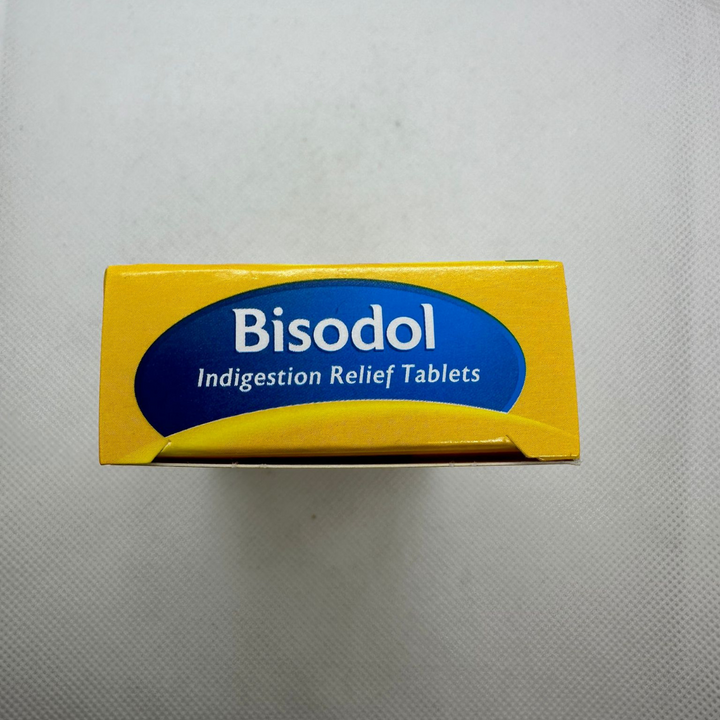 Bisodol
Indigestion Relief Tablets